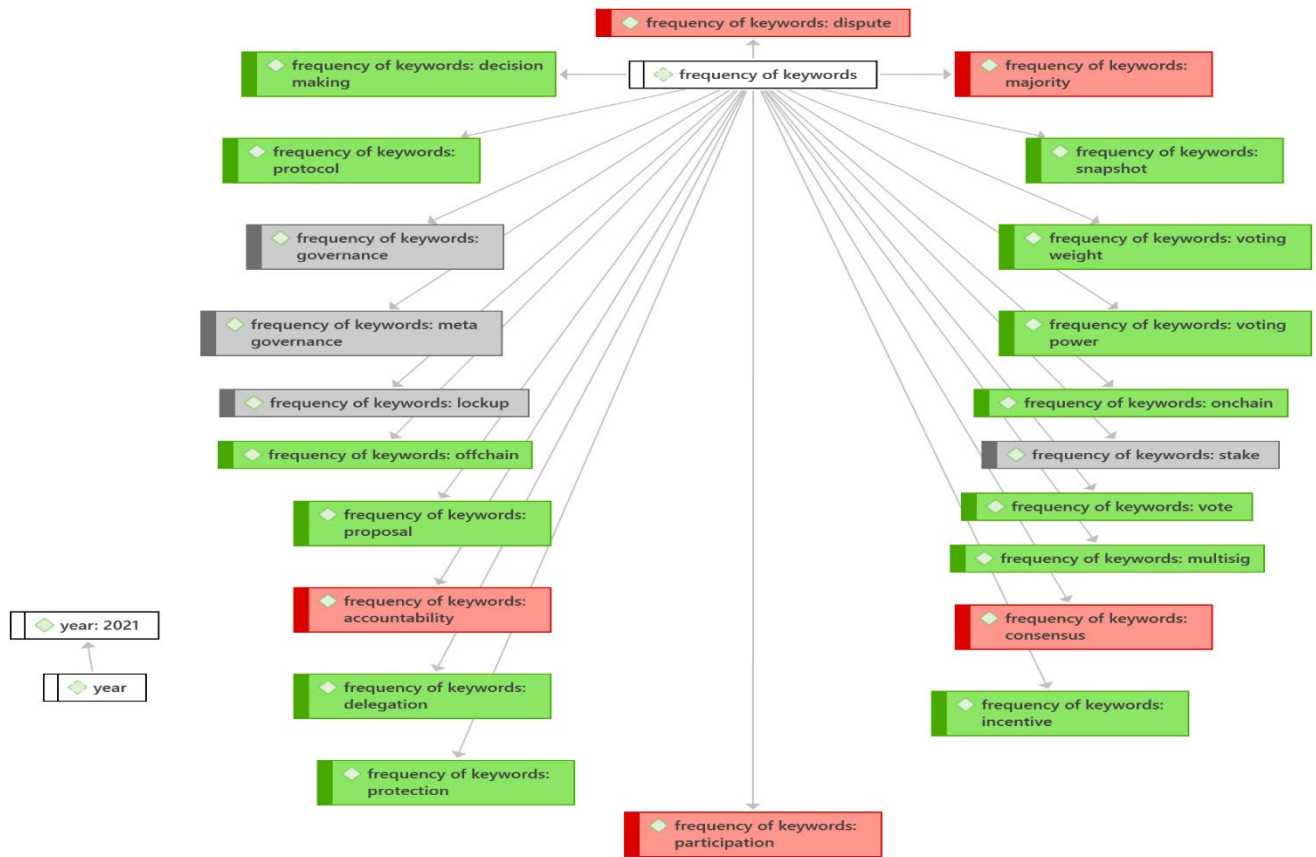 frequency of keywords: dispute
frequency of keywords: decision
making
frequency of keywords
frequency of keywords:
majority
frequency of keywords:
protocol
frequency of keywords:
snapshot
frequency of keywords:
governance
frequency of keywords: voting
weight
frequency of keywords: meta
governance
frequency of keywords: voting
power
frequency of keywords: lockup
frequency of keywords: onchain
frequency of keywords: offchain
frequency of keywords: stake
frequency of keywords: vote
frequency of keywords:
proposal
frequency of keywords: multisig
frequency of keywords:
accountability
frequency of keywords:
consensus
year: 2021
year
frequency of keywords:
delegation
frequency of keywords:
incentive
frequency of keywords:
protection
frequency of keywords:
participation